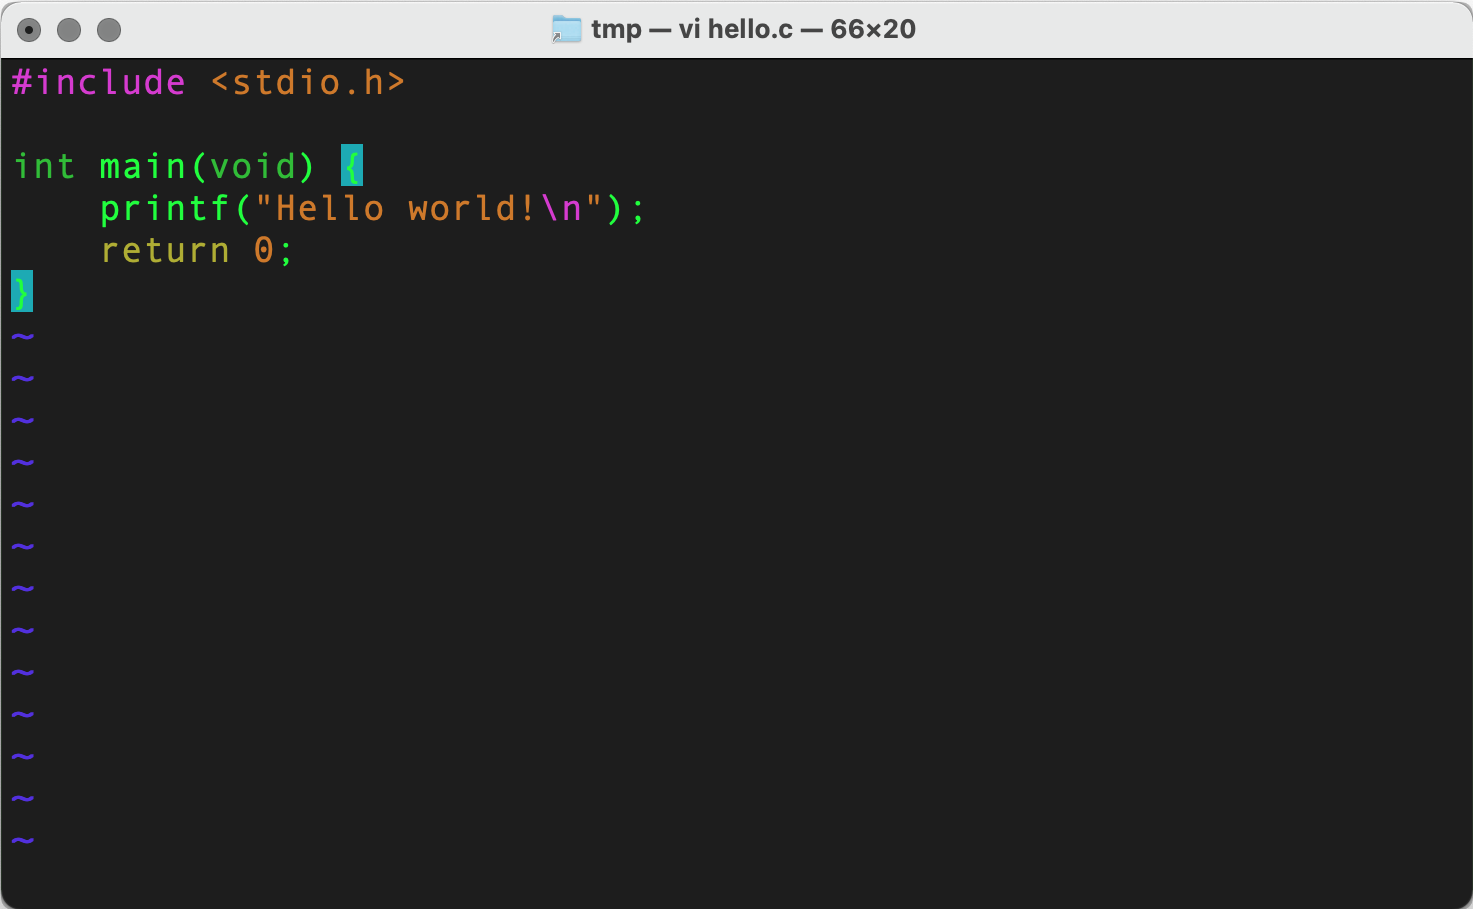 tmp — vi hello.c — 66×20
#include <stdio.h>

int main(void) {
    printf("Hello world!\n");
    return 0;
}
~
~
~
~
~
~
~
~
~
~
~
~
~